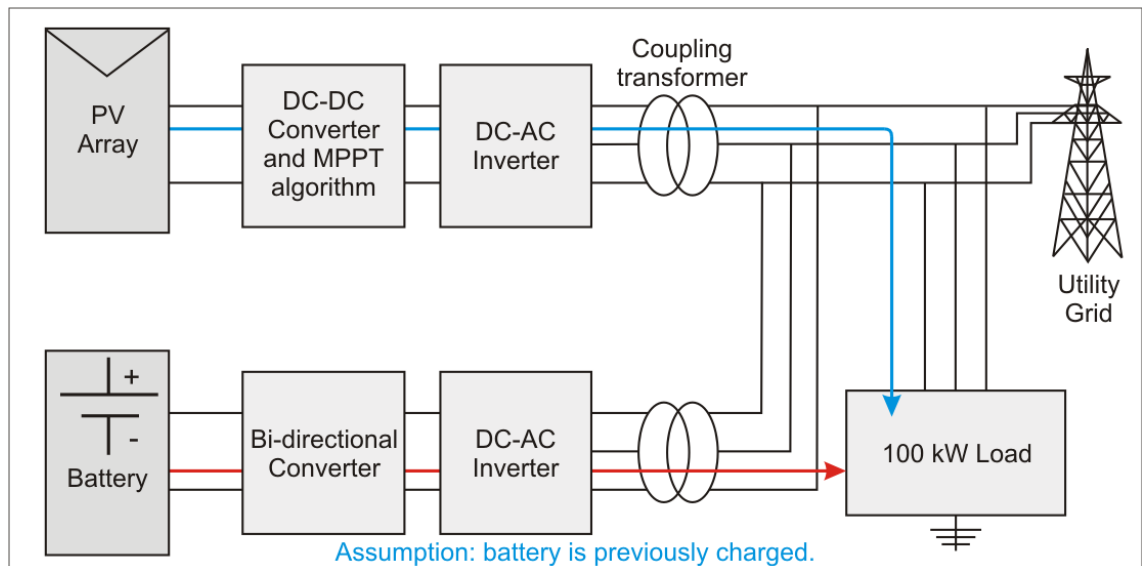 PV
Array
DC-DC
Converter
and MPPT
algorithm
DC-AC
Inverter
Coupling
transformer
Utility
Grid
+
-
Battery
Bi-directional
Converter
DC-AC
Inverter
100 kW Load
Assumption: battery is previously charged.